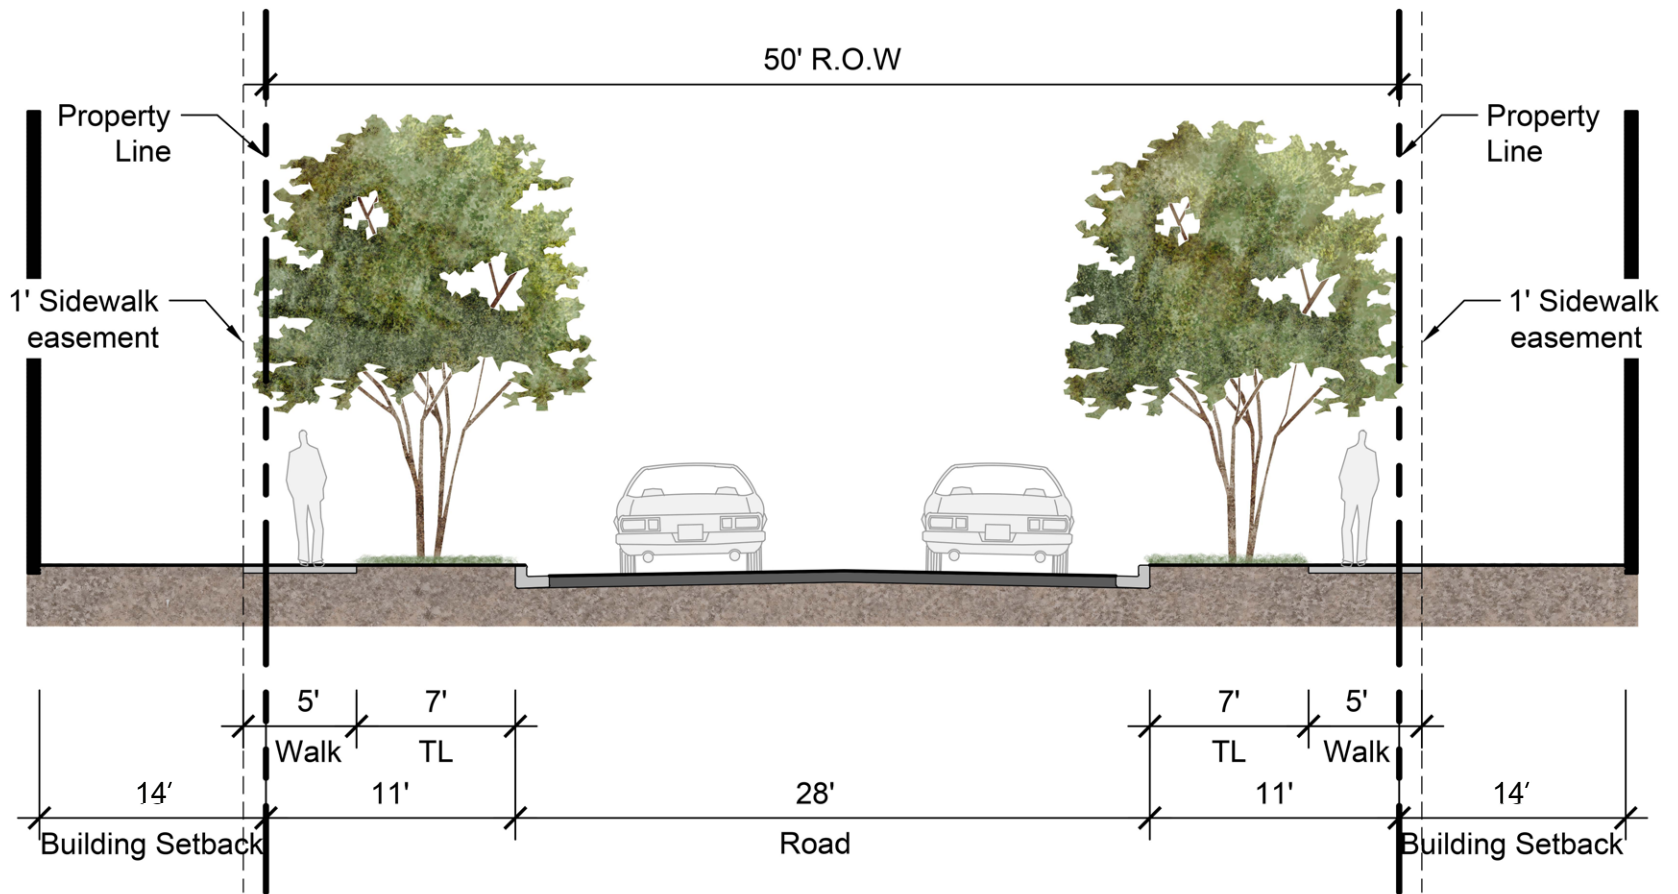 50' R.O.W
Property
Line
Property
Line
1' Sidewalk
easement
1' Sidewalk
easement
5'
7'
7'
5'
Walk
TL
TL
Walk
14'
11'
28'
11'
14'
Building Setback
Road
Building Setback